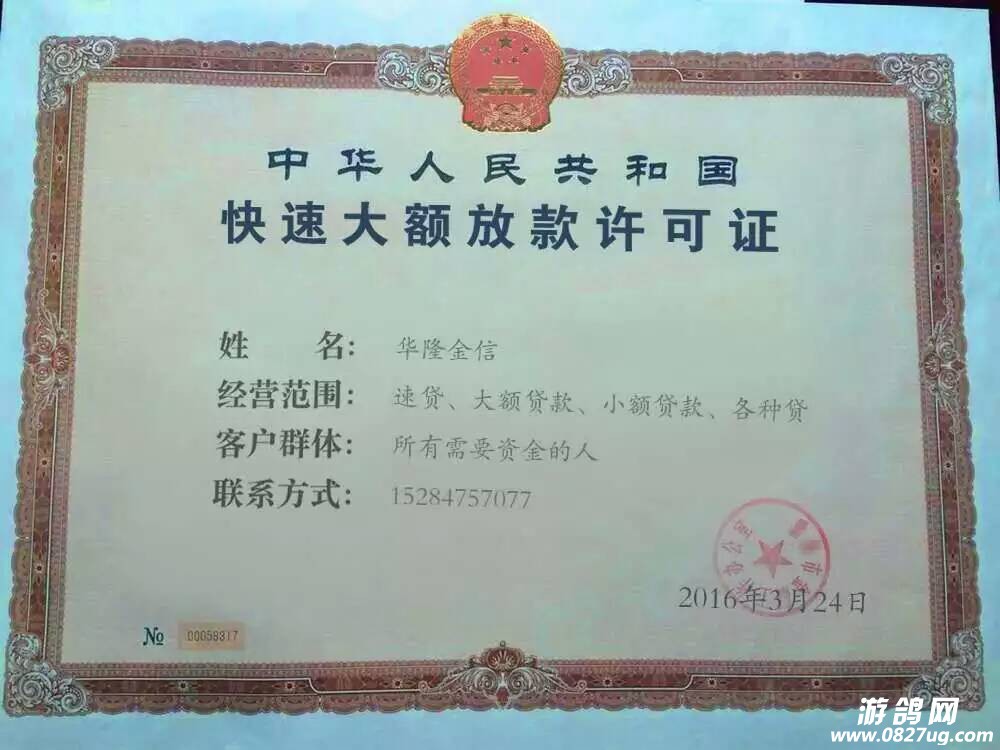 中华人民共和国
快速大额放款许可证
姓 名： 华隆金信
经营范围： 速贷、大额贷款、小额贷款、各种贷
客户群体： 所有需要资金的人
联系方式： 15284757077
2016年3月24日
№ 00058317
游鸽网
www.0827ug.com